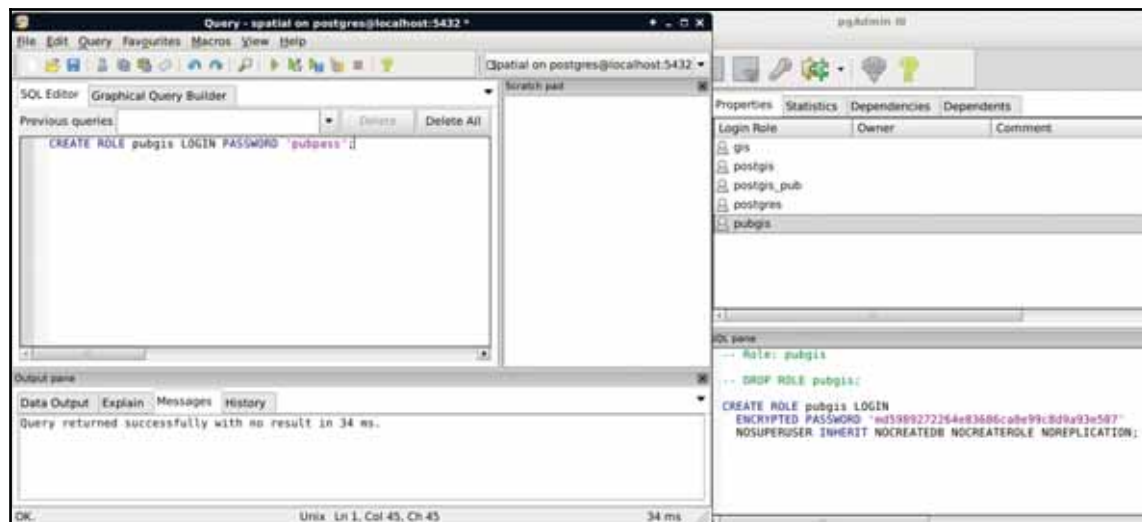 Query - spatial on postgres@localhost:5432 *
File Edit Query Favourites Macros View Help
spatial on postgres@localhost:5432
SQL Editor Graphical Query Builder
Previous queries Delete Delete All
CREATE ROLE pubgis LOGIN PASSWORD 'pubpass';
Scratch pad
Output pane
Data Output Explain Messages History
Query returned successfully with no result in 34 ms.
OK. Unix Ln 1, Col 45, Ch 45 34 ms
pgAdmin III
Properties Statistics Dependencies Dependents
Login Role Owner Comment
gis
postgis
postgis_pub
postgres
pubgis
SQL pane
-- Role: pubgis
-- DROP ROLE pubgis;
CREATE ROLE pubgis LOGIN
ENCRYPTED PASSWORD
NOSUPERUSER INHERIT NOCREATEDB NOCREATEROLE NOREPLICATION;